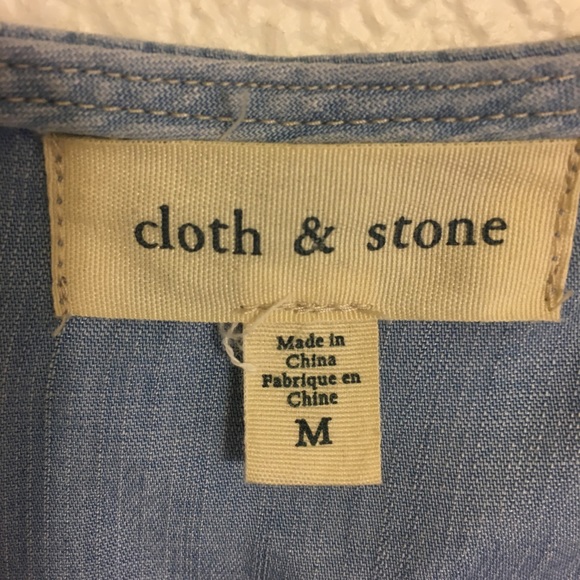 cloth & stone
Made in
China
Fabrique en
Chine
M